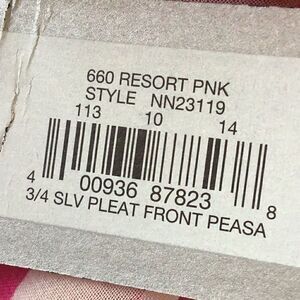 660 RESORT PNK
STYLE NN23119
113 10 14
4 00936 87823 8
3/4 SLV PLEAT FRONT PEASA